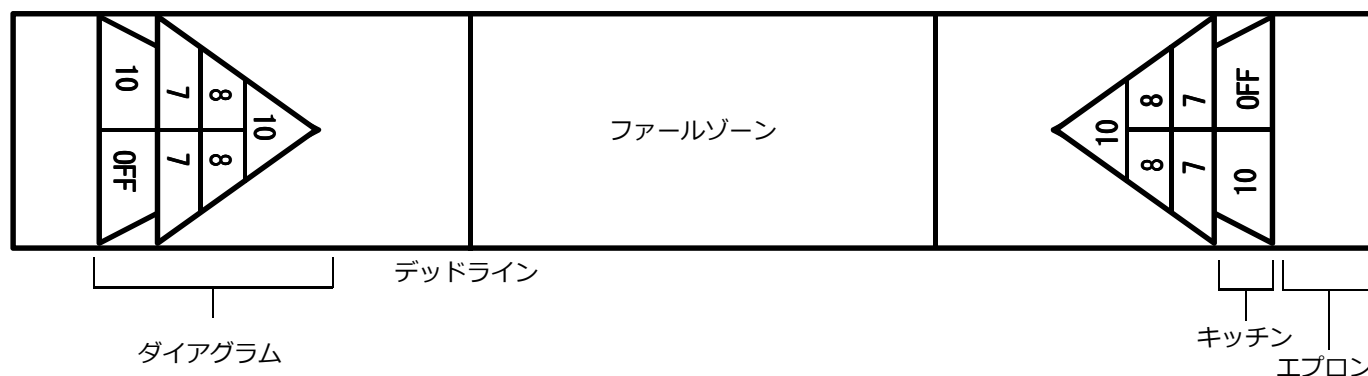 10 7 8
10
OFF 7 8
ファールゾーン
8 7 OFF
10
8 7 10
デッドライン
ダイアグラム
キッチン
エプロン